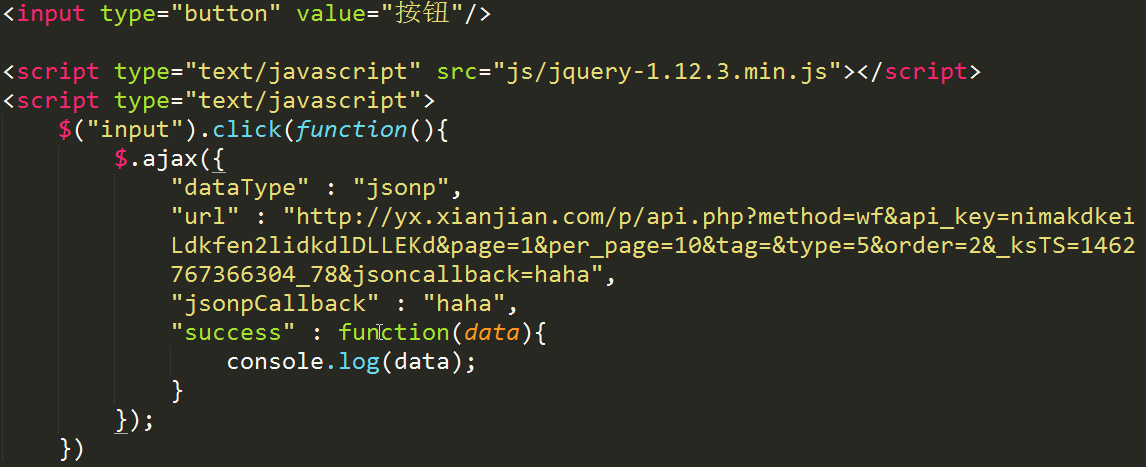 <input type="button" value="按钮"/>
<script type="text/javascript" src="js/jquery-1.12.3.min.js"></script>
<script type="text/javascript">
$("input").click(function(){
$.ajax({
"dataType" : "jsonp",
"url" : "http://yx.xianjian.com/p/api.php?method=wf&api_key=nimakdkei
Ldkfen2lidkdlDLLEKd&page=1&per_page=10&tag=&type=5&order=2&_ksTS=1462
767366304_78&jsoncallback=haha",
"jsonpCallback" : "haha",
"success" : function(data){
console.log(data);
}
});
})